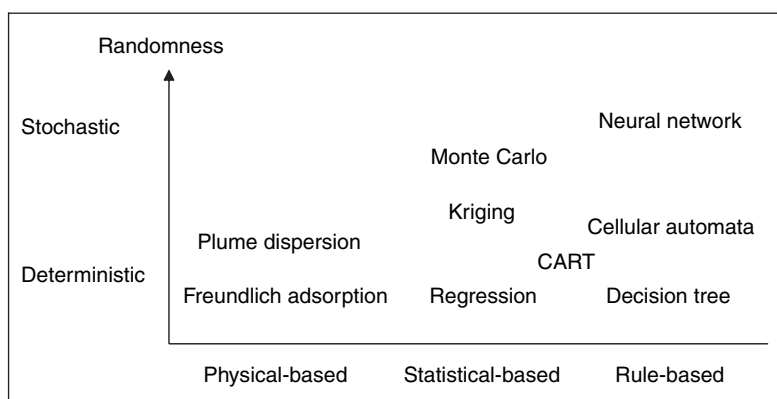 Randomness
Stochastic
Neural network
Monte Carlo
Kriging
Cellular automata
Plume dispersion
CART
Deterministic
Freundlich adsorption
Regression
Decision tree
Physical-based
Statistical-based
Rule-based